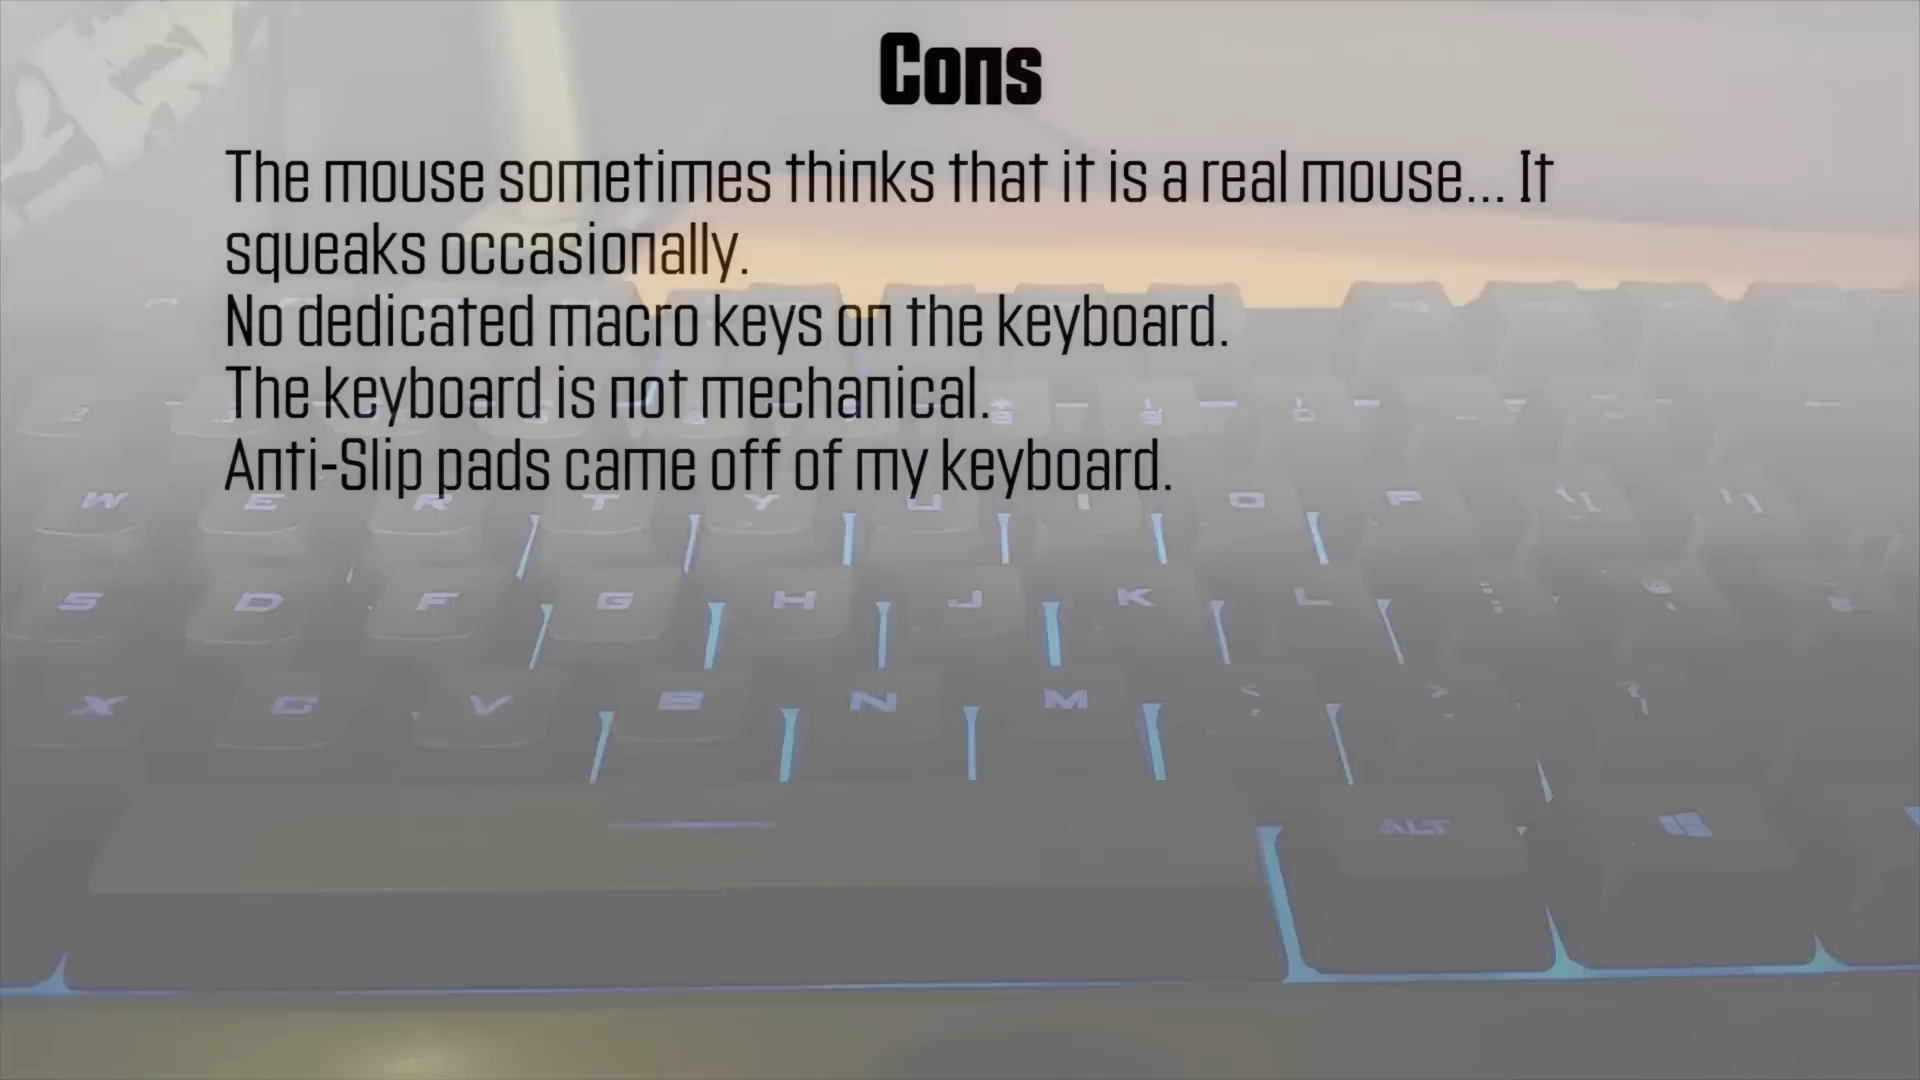 Cons
The mouse sometimes thinks that it is a real mouse... It
squeaks occasionally.
No dedicated macro keys on the keyboard.
The keyboard is not mechanical.
Anti-Slip pads came off of my keyboard.
W E R T Y U I O P
S D F G H J K L
X C V B N M < > ?
ALT